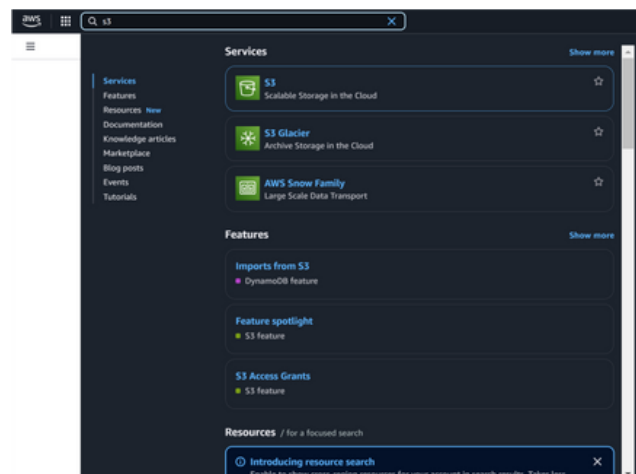 aws
s3
Services
Features
Resources New
Documentation
Knowledge articles
Marketplace
Blog posts
Events
Tutorials
Services Show more
S3
Scalable Storage in the Cloud
S3 Glacier
Archive Storage in the Cloud
AWS Snow Family
Large Scale Data Transport
Features Show more
Imports from S3
DynamoDB feature
Feature spotlight
S3 feature
S3 Access Grants
S3 feature
Resources / for a focused search
Introducing resource search